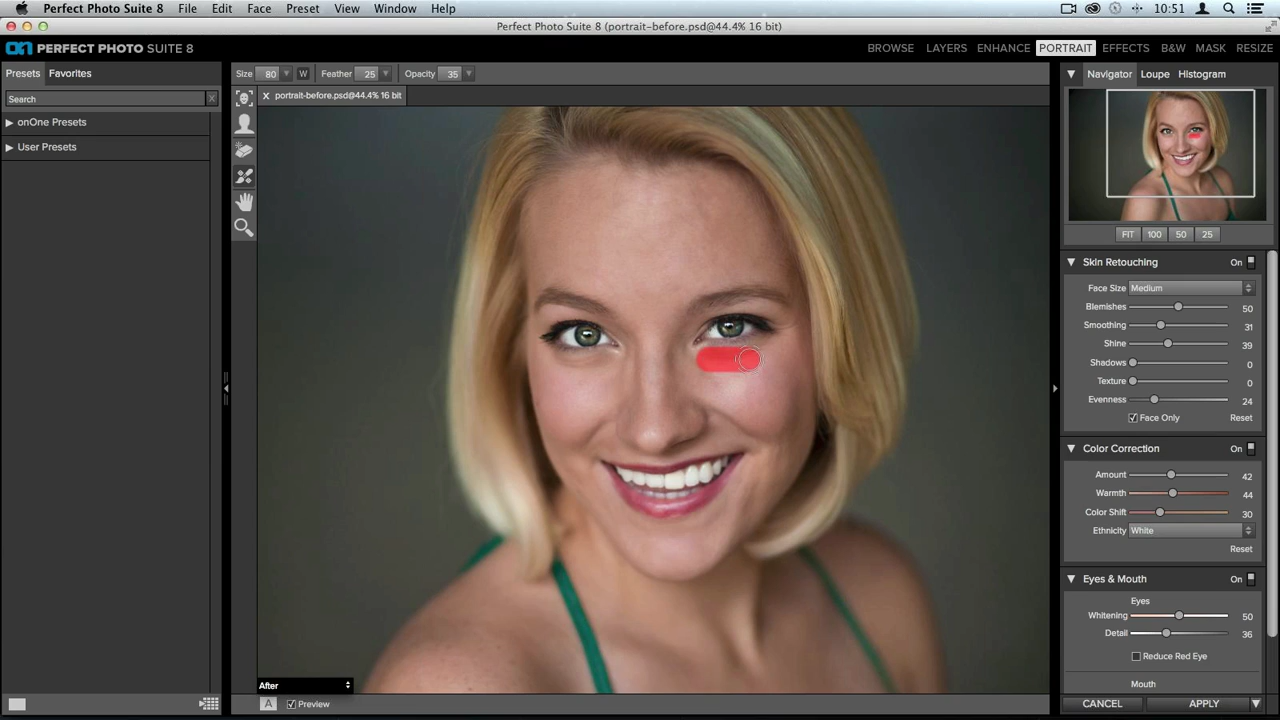 Perfect Photo Suite 8 File Edit Face Preset View Window Help 10:51
Perfect Photo Suite 8 (portrait-before.psd@44.4% 16 bit)
on PERFECT PHOTO SUITE 8 BROWSE LAYERS ENHANCE PORTRAIT EFFECTS B&W MASK RESIZE
Presets Favorites
Size 80 W Feather 25 Opacity 35
Navigator Loupe Histogram
Search X
x portrait-before.psd@44.4% 16 bit
onOne Presets
User Presets
FIT 100 50 25
Skin Retouching On
Face Size Medium
Blemishes 50
Smoothing 31
Shine 39
Shadows 0
Texture 0
Evenness 24
Face Only Reset
Color Correction On
Amount 42
Warmth 44
Color Shift 30
Ethnicity White
Reset
Eyes & Mouth On
Eyes
Whitening 50
Detail 36
Reduce Red Eye
Mouth
After
A Preview
CANCEL APPLY